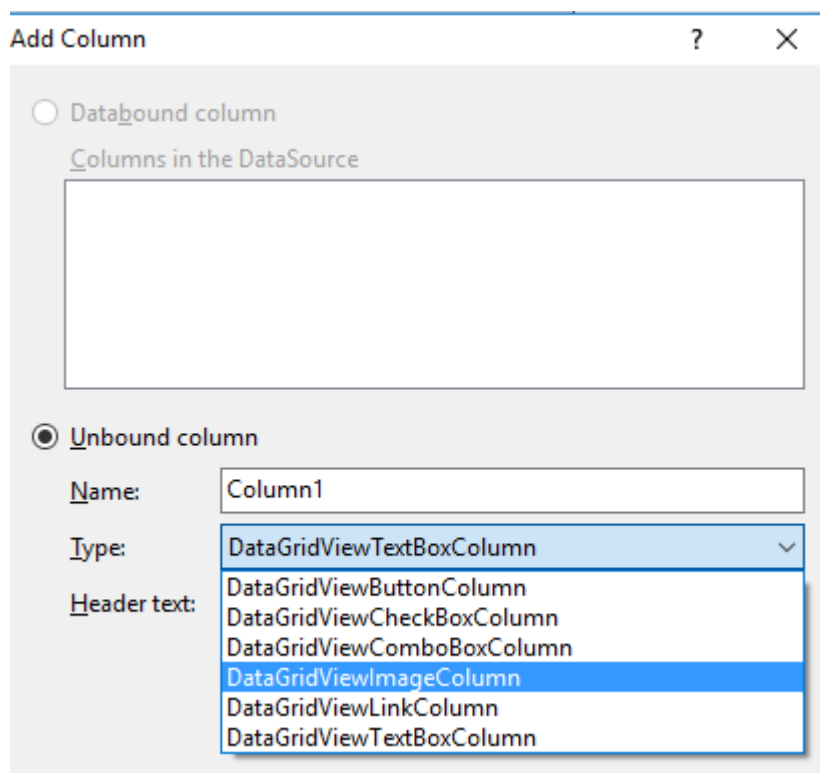 Add Column ?
Databound column
Columns in the DataSource
Unbound column
Name: Column1
Type: DataGridViewTextBoxColumn
Header text:
DataGridViewButtonColumn
DataGridViewCheckBoxColumn
DataGridViewComboBoxColumn
DataGridViewImageColumn
DataGridViewLinkColumn
DataGridViewTextBoxColumn